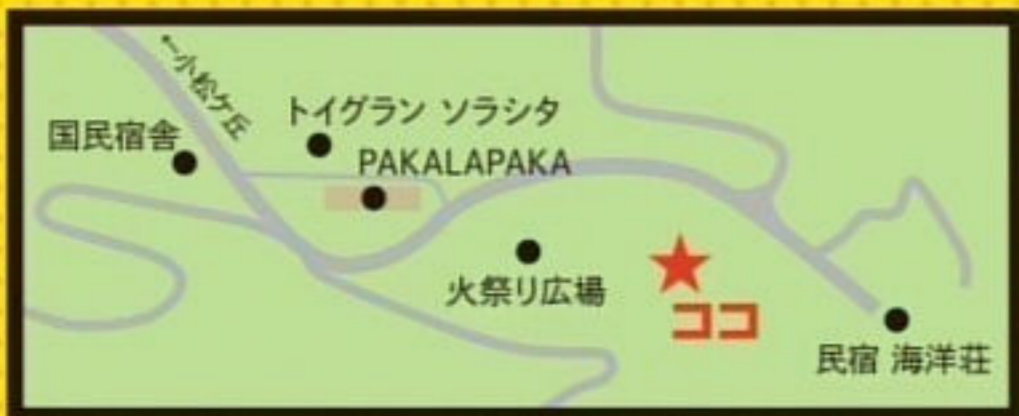 ←小松ケ丘
国民宿舎
トイグラン ソラシタ
PAKALAPAKA
火祭り広場
ココ
民宿 海洋荘